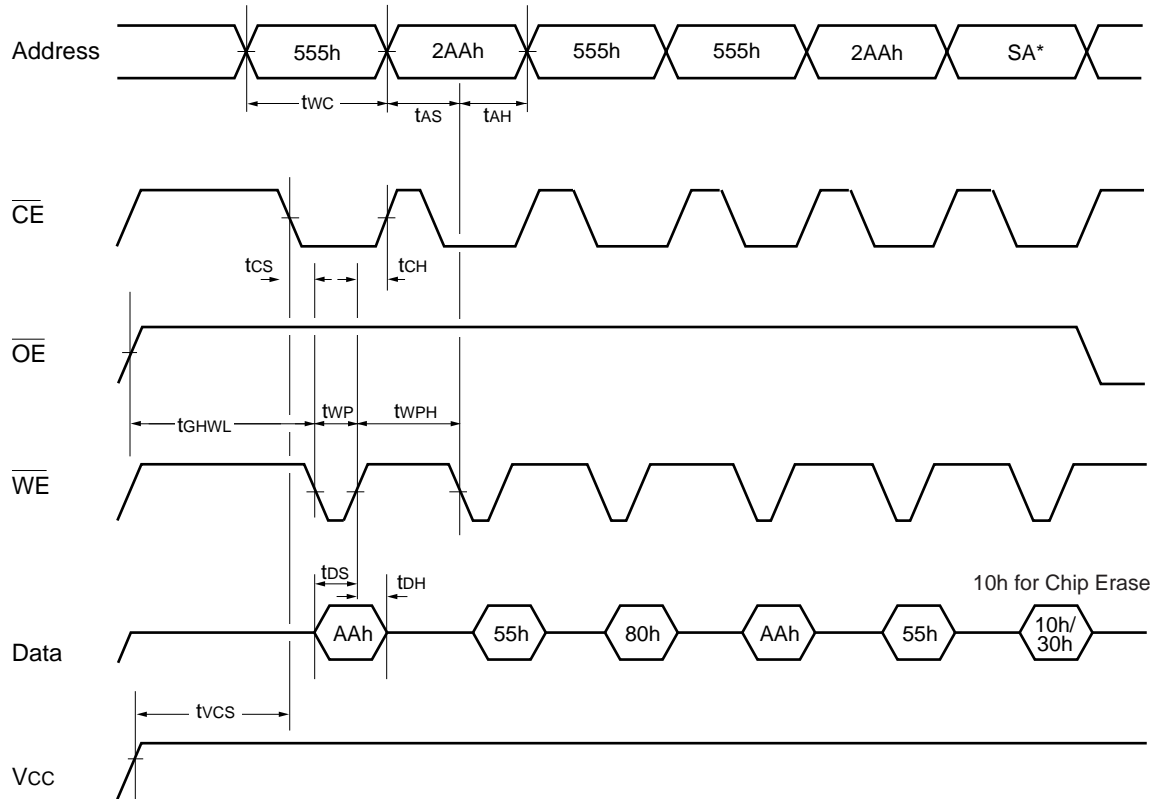 Address
555h
2AAh
555h
555h
2AAh
SA*
tWC
tAS
tAH
CE
tCS
tCH
OE
tGHWL
tWP
tWPH
WE
tDS
tDH
10h for Chip Erase
Data
AAh
55h
80h
AAh
55h
10h/
30h
tVCS
VCC